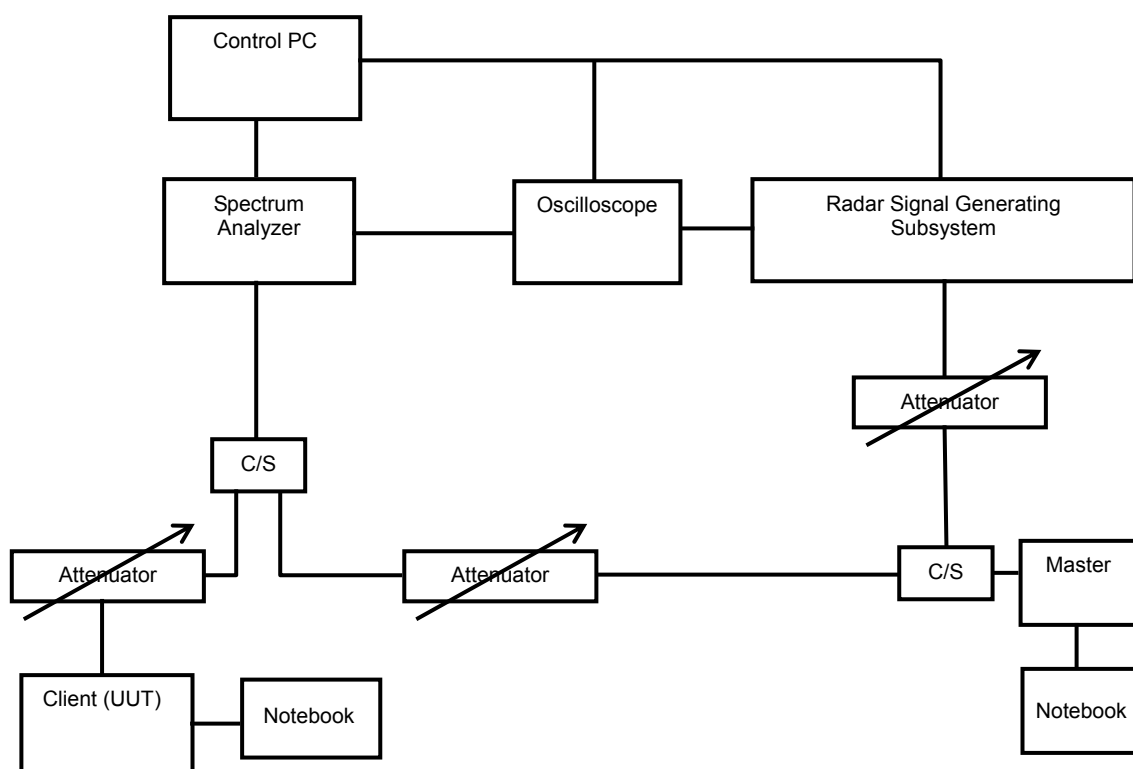 Control PC
Spectrum
Analyzer
Oscilloscope
Radar Signal Generating
Subsystem
Attenuator
C/S
Attenuator
Attenuator
C/S
Master
Client (UUT)
Notebook
Notebook